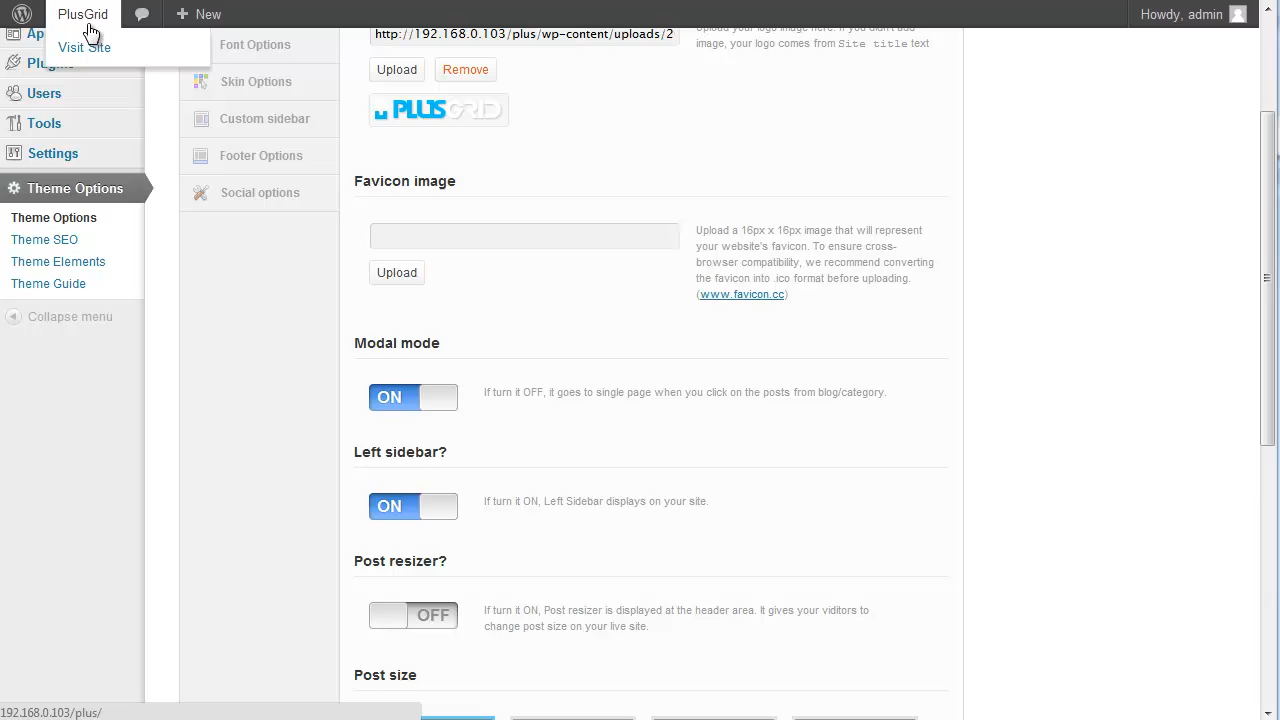 PlusGrid
New
Howdy, admin
Visit Site
Plugins
Users
Tools
Settings
Theme Options
Theme Options
Theme SEO
Theme Elements
Theme Guide
Collapse menu
Font Options
Skin Options
Custom sidebar
Footer Options
Social options
http://192.168.0.103/plus/wp-content/uploads/2
Upload your logo image here. If you didn't add
image, your logo comes from Site title text
Upload
Remove
PLUSGRID
Favicon image
Upload
Upload a 16px x 16px image that will represent
your website's favicon. To ensure cross-
browser compatibility, we recommend converting
the favicon into .ico format before uploading.
(www.favicon.cc)
Modal mode
ON
If turn it OFF, it goes to single page when you click on the posts from blog/category.
Left sidebar?
ON
If turn it ON, Left Sidebar displays on your site.
Post resizer?
OFF
If turn it ON, Post resizer is displayed at the header area. It gives your viditors to
change post size on your live site.
Post size
192.168.0.103/plus/